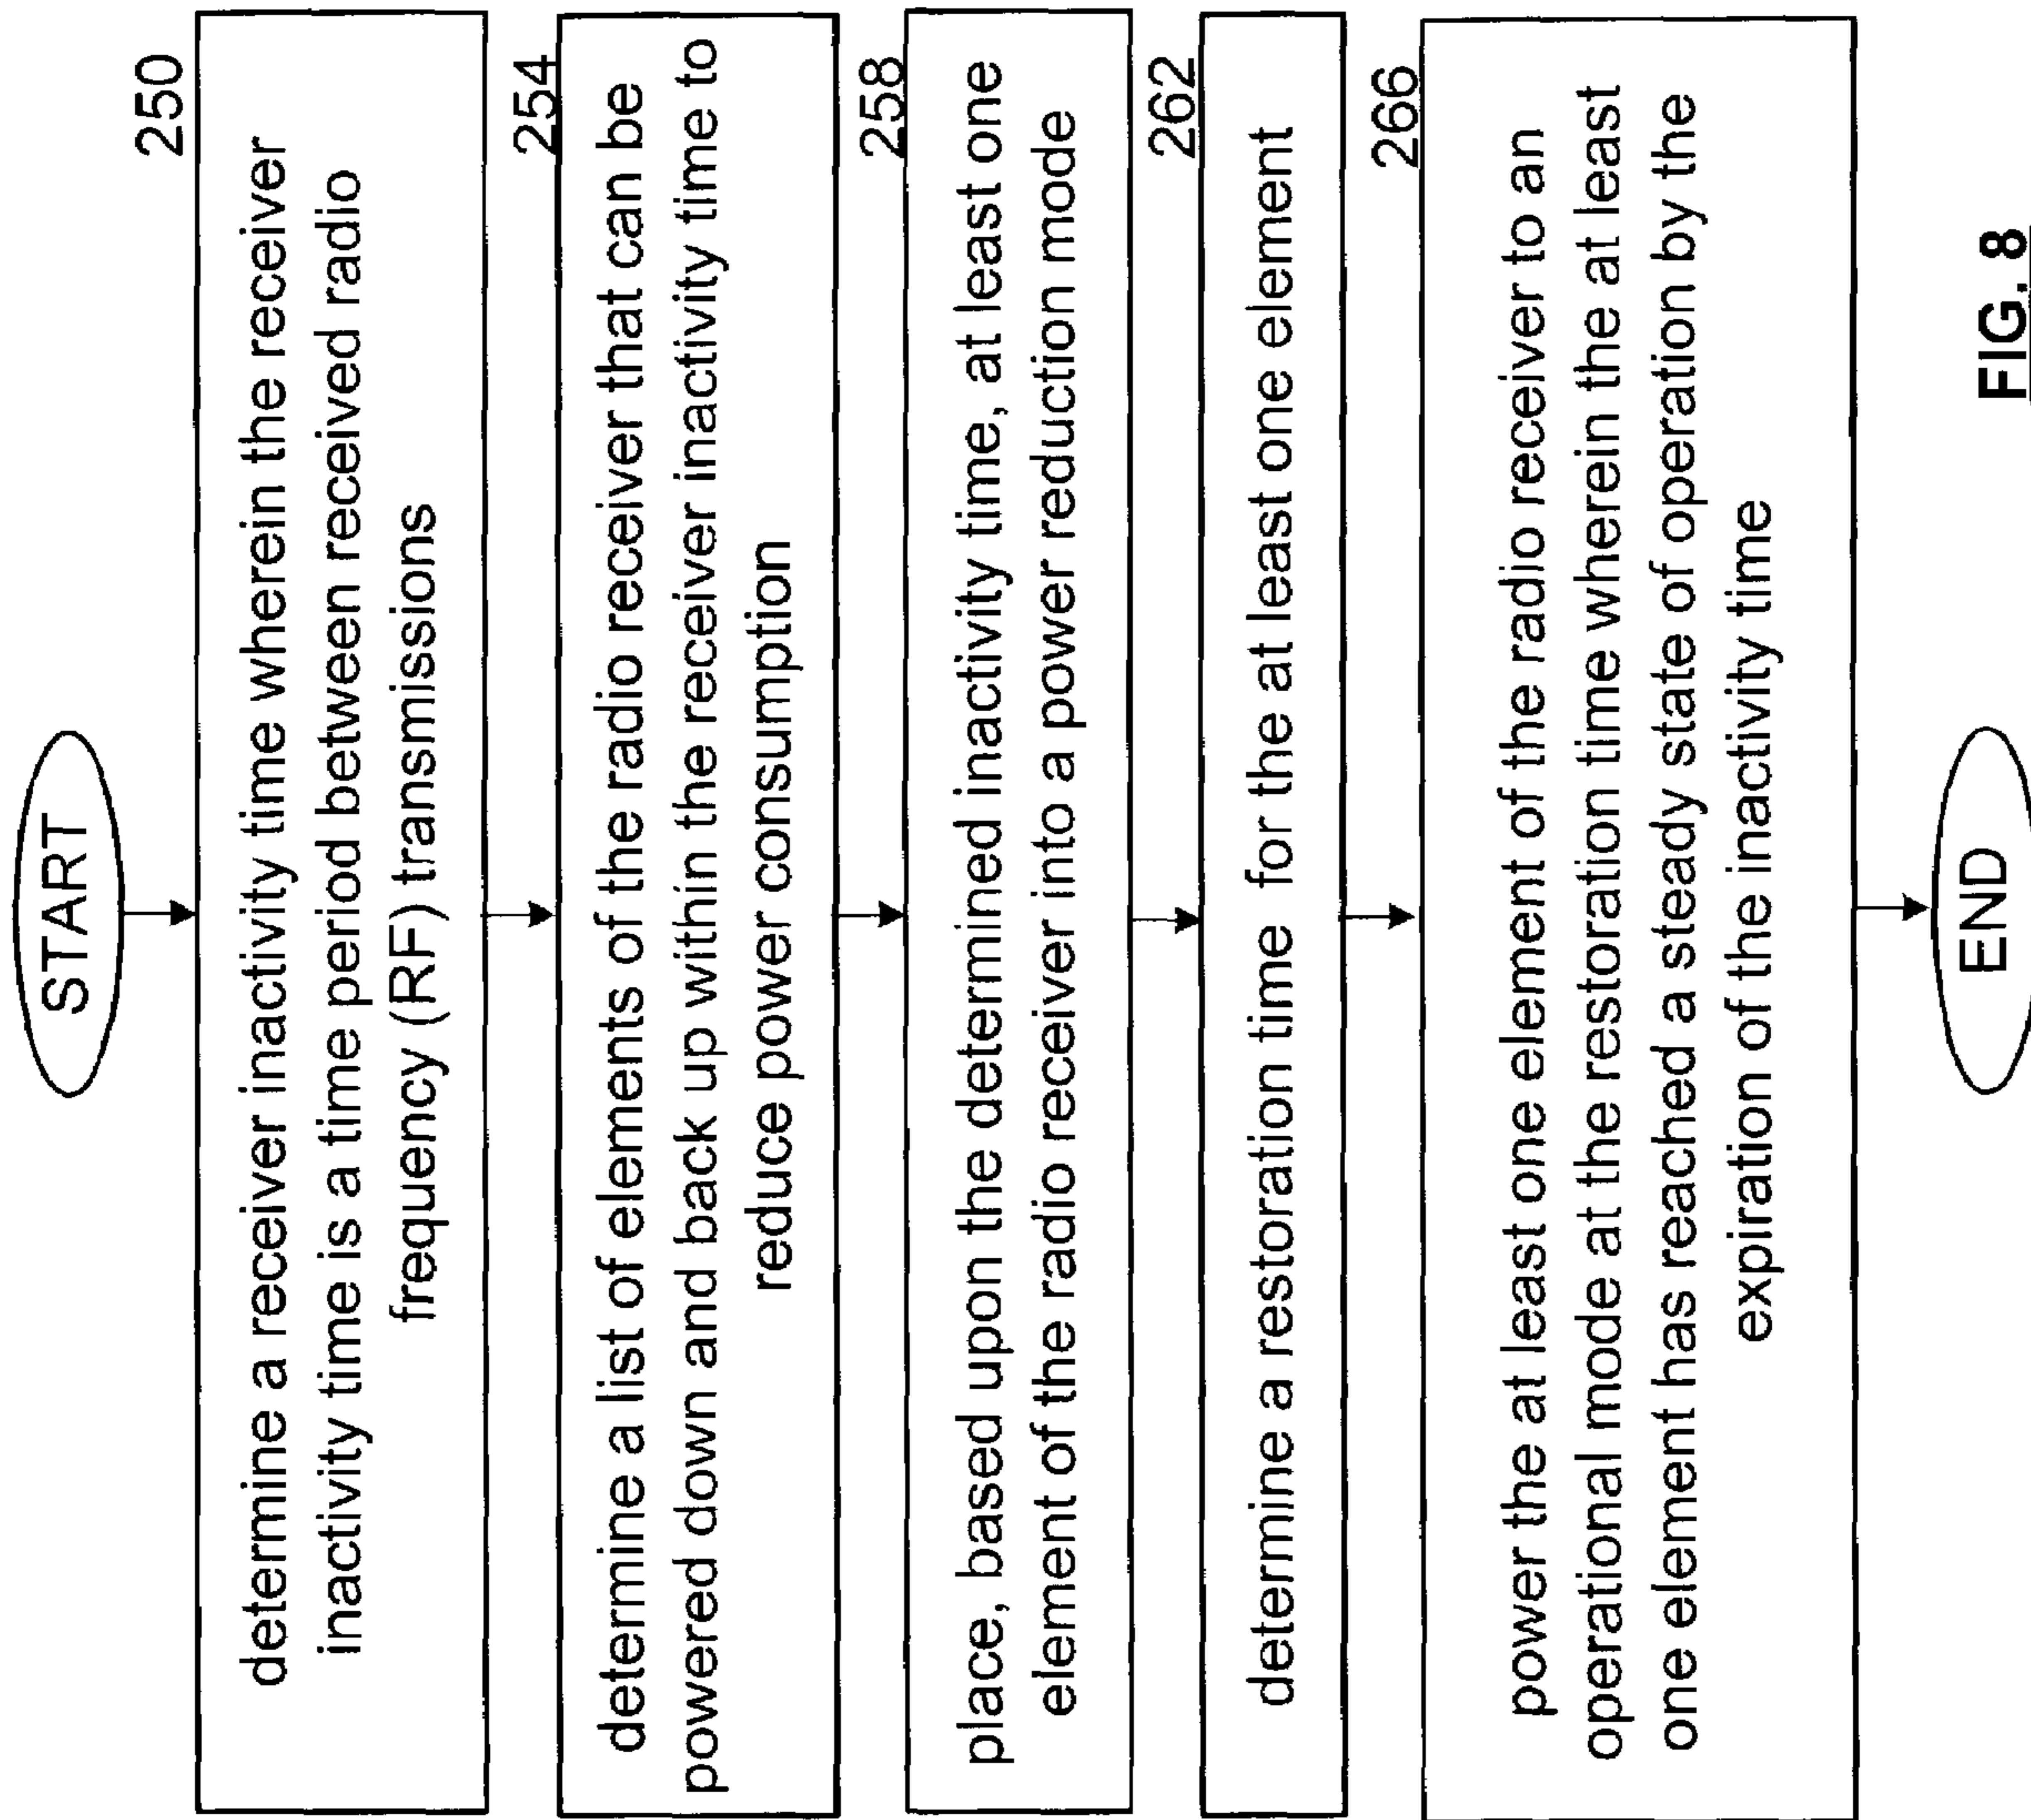 START
250
determine a receiver inactivity time wherein the receiver
inactivity time is a time period between received radio
frequency (RF) transmissions
254
determine a list of elements of the radio receiver that can be
powered down and back up within the receiver inactivity time to
reduce power consumption
258
place, based upon the determined inactivity time, at least one
element of the radio receiver into a power reduction mode
262
determine a restoration time for the at least one element
266
power the at least one element of the radio receiver to an
operational mode at the restoration time wherein the at least
one element has reached a steady state of operation by the
expiration of the inactivity time
END
FIG. 8